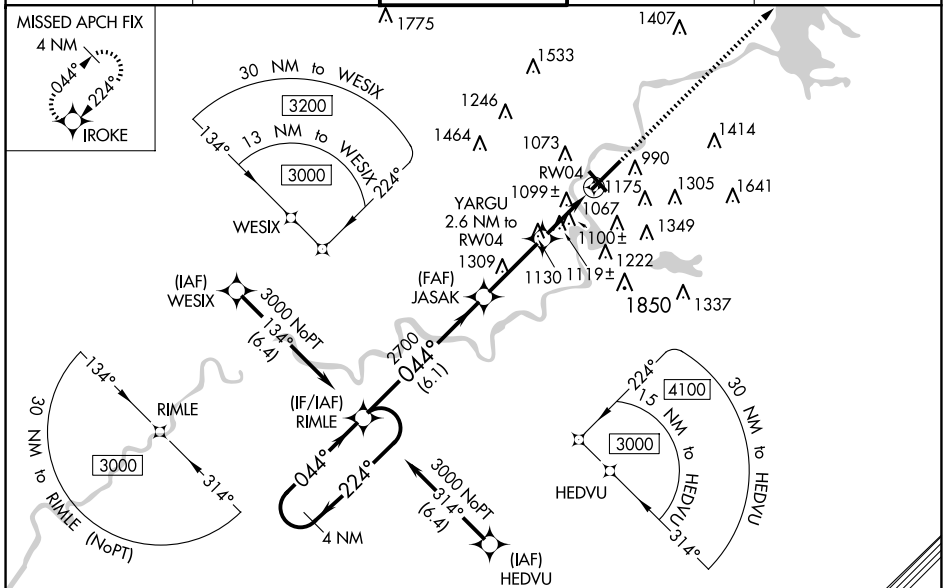 MISSED APCH FIX
4 NM
044°
224°
IROKE
1775
1407
1533
1246
1464
1073
1414
RW04
990
1099±
1175
1305
1641
1067
YARGU
2.6 NM to
RW04
1100±
1349
1309
1130
1119±
1222
1850
1337
30 NM to WESIX
3200
134°
13 NM to WESIX
3000
224°
WESIX
(FAF)
JASAK
(IAF)
WESIX
3000 NoPT
134°
(6.4)
2700
044°
(6.1)
(IF/IAF)
RIMLE
044°
224°
4 NM
3000 NoPT
314°
(6.4)
(IAF)
HEDVU
134°
RIMLE
3000
314°
30 NM to RIMLE (NoPT)
224°
4100
15 NM to HEDVU
3000
30 NM to HEDVU
HEDVU
314°